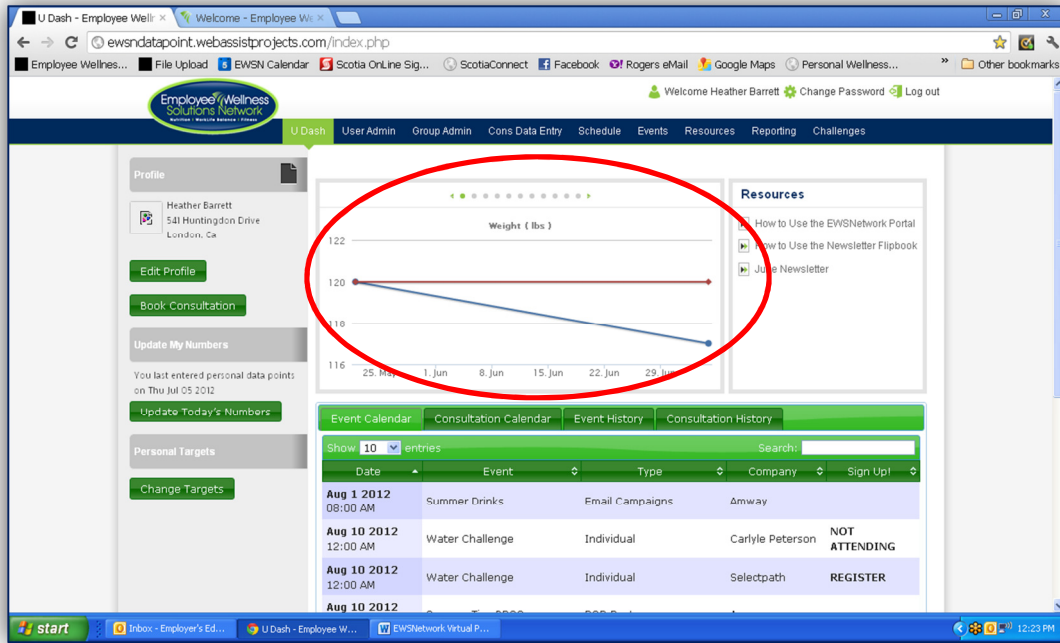 U Dash - Employee Welln
Welcome - Employee We
ewsndatapoint.webassistprojects.com/index.php
Employee Wellnes...
File Upload
EWSN Calendar
Scotia OnLine Sig...
ScotiaConnect
Facebook
Rogers eMail
Google Maps
Personal Wellness...
»
Other bookmarks
Employee Wellness
Solutions Network
Nutrition | WorkLife Balance | Fitness
Welcome Heather Barrett
Change Password
Log out
U Dash
User Admin
Group Admin
Cons Data Entry
Schedule
Events
Resources
Reporting
Challenges
Profile
Heather Barrett
541 Huntingdon Drive
London, Ca
Edit Profile
Book Consultation
Update My Numbers
You last entered personal data points
on Thu Jul 05 2012
Update Today's Numbers
Personal Targets
Change Targets
Weight ( lbs )
122
120
118
116
25. May
1. Jun
8. Jun
15. Jun
22. Jun
29. Jun
Resources
How to Use the EWSNetwork Portal
How to Use the Newsletter Flipbook
June Newsletter
Event Calendar
Consultation Calendar
Event History
Consultation History
Show 10 entries
Search:
Date
Event
Type
Company
Sign Up!
Aug 1 2012
08:00 AM
Summer Drinks
Email Campaigns
Amway
Aug 10 2012
12:00 AM
Water Challenge
Individual
Carlyle Peterson
NOT
ATTENDING
Aug 10 2012
12:00 AM
Water Challenge
Individual
Selectpath
REGISTER
Aug 10 2012
start
Inbox - Employer's Ed...
U Dash - Employee W...
EWSNetwork Virtual P...
12:23 PM